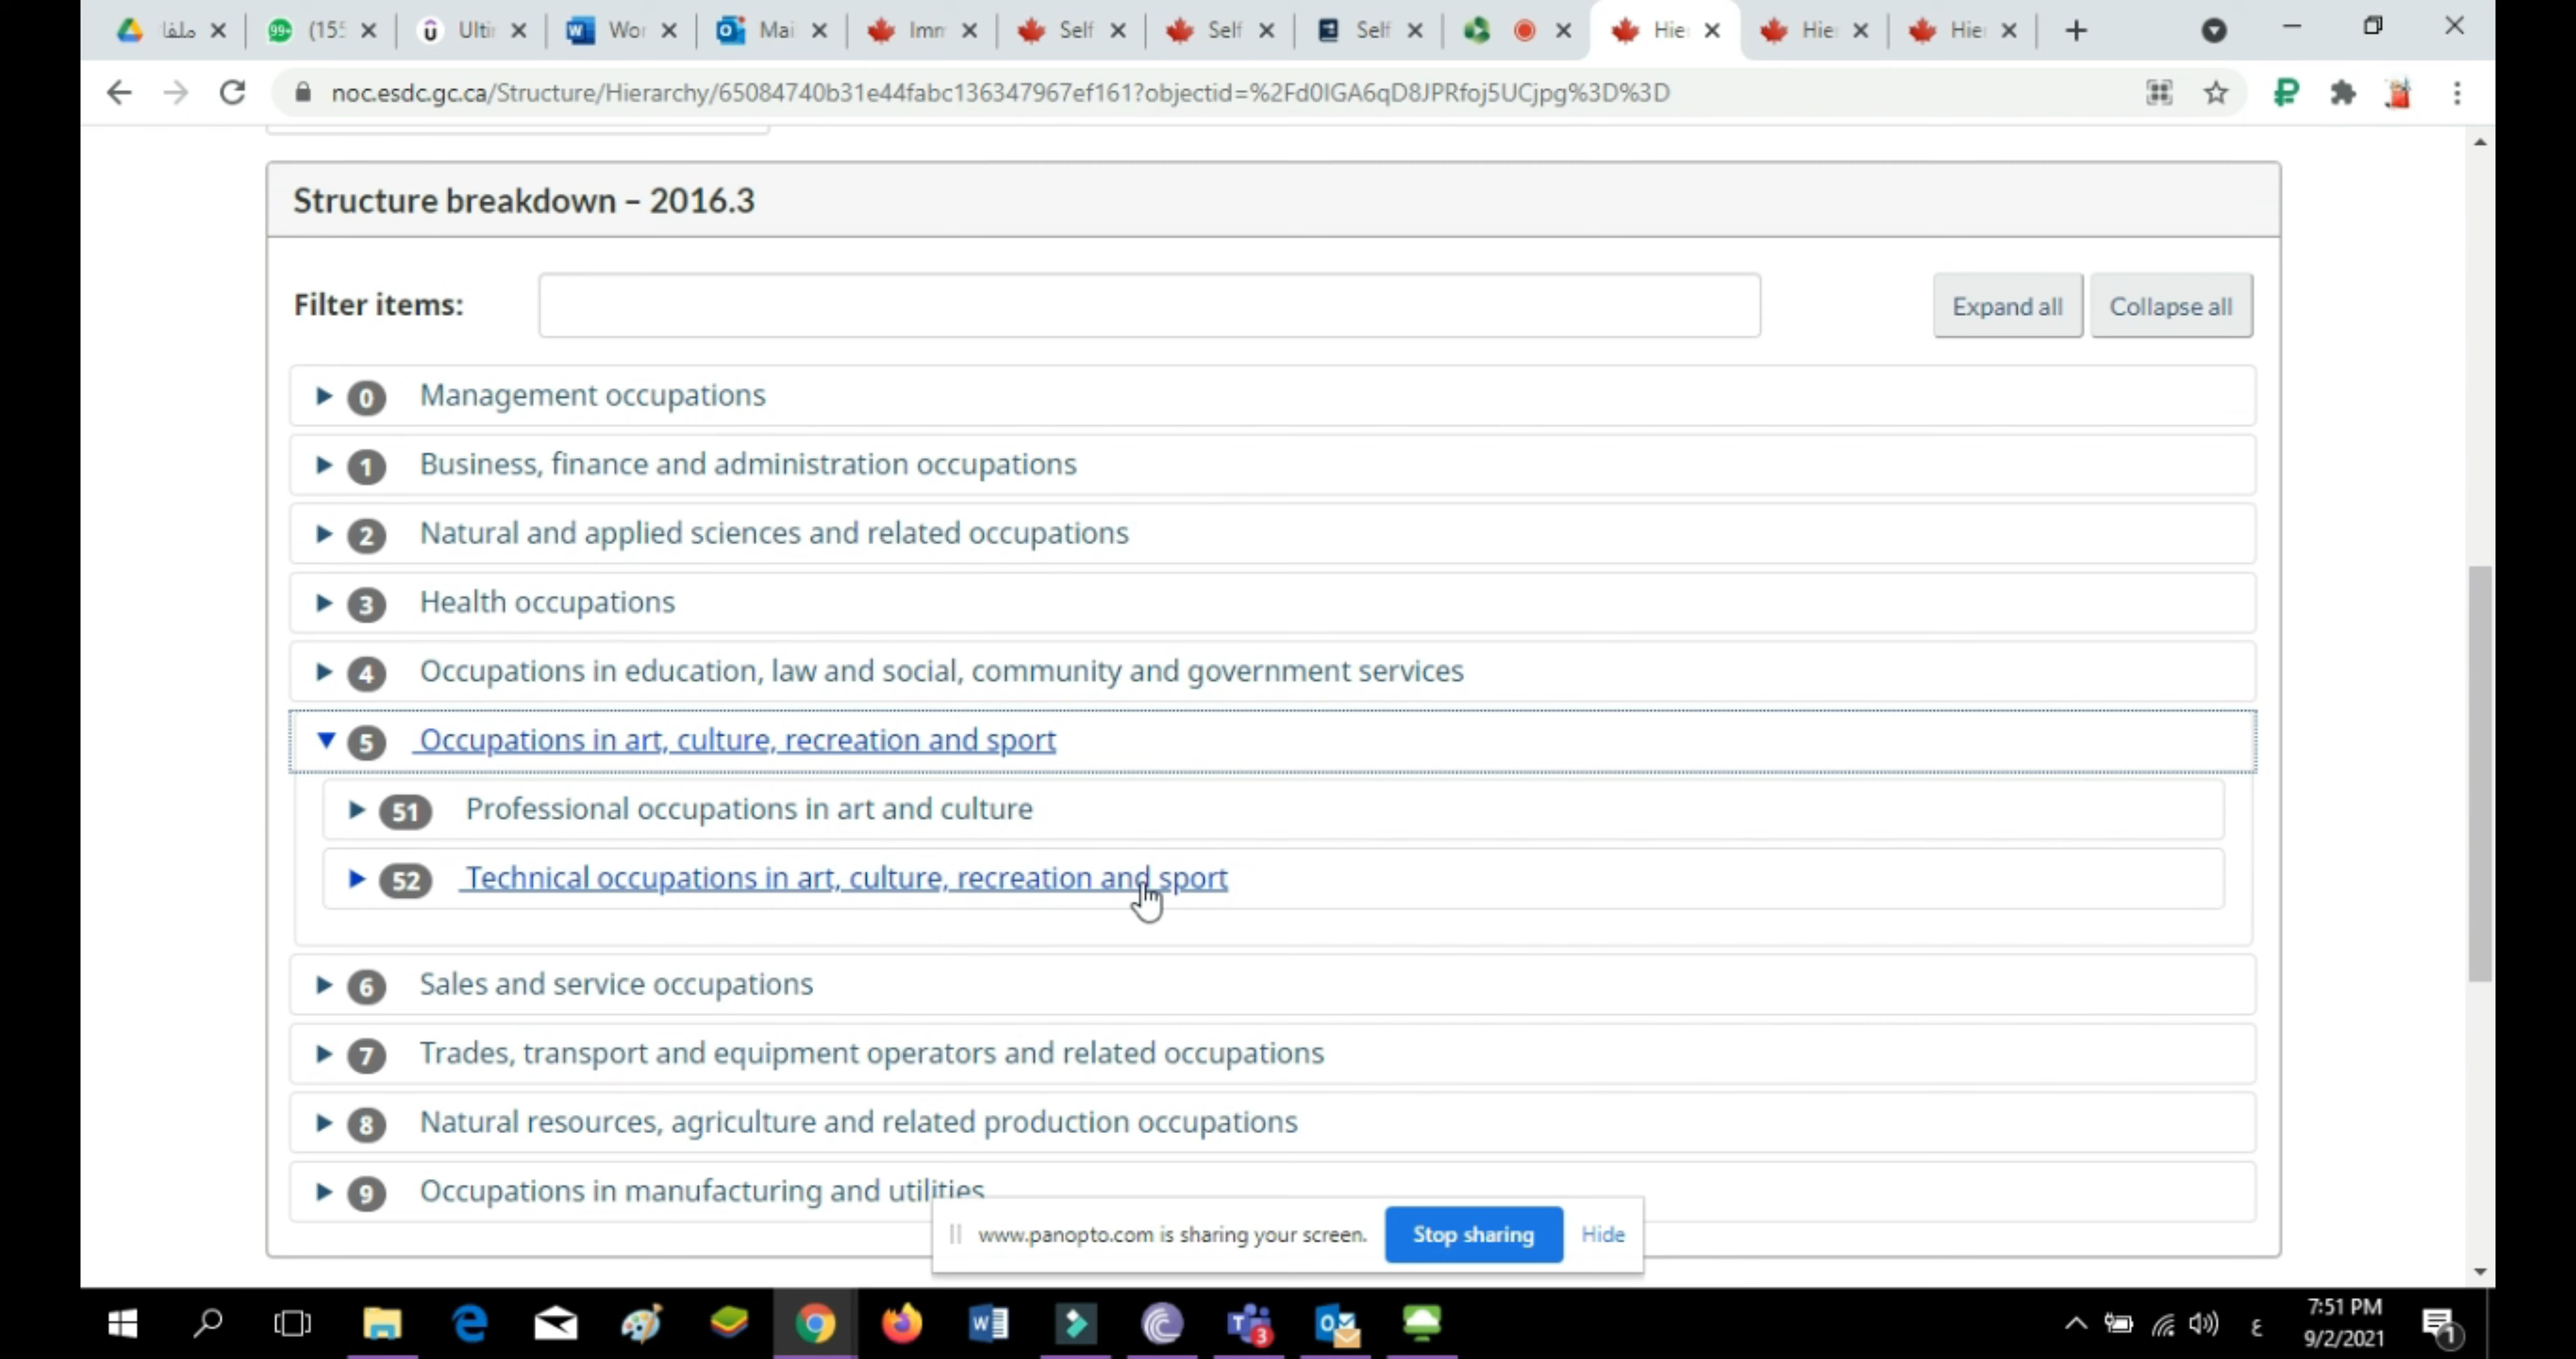 ملفا
99+ (155
Ultir
Wor
Mai
Imm
Self
Self
Self
Hie
Hie
Hie
noc.esdc.gc.ca/Structure/Hierarchy/65084740b31e44fabc136347967ef161?objectid=%2Fd0IGA6qD8JPRfoj5UCjpg%3D%3D
Structure breakdown – 2016.3
Filter items:
Expand all
Collapse all
0 Management occupations
1 Business, finance and administration occupations
2 Natural and applied sciences and related occupations
3 Health occupations
4 Occupations in education, law and social, community and government services
5 Occupations in art, culture, recreation and sport
51 Professional occupations in art and culture
52 Technical occupations in art, culture, recreation and sport
6 Sales and service occupations
7 Trades, transport and equipment operators and related occupations
8 Natural resources, agriculture and related production occupations
9 Occupations in manufacturing and utilities
www.panopto.com is sharing your screen.
Stop sharing
Hide
3
ع
7:51 PM
9/2/2021
1